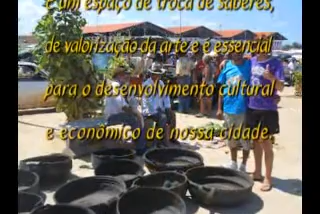 É um espaço de troca de saberes,
de valorização da arte e é essencial
para o desenvolvimento cultural
e econômico de nossa cidade.